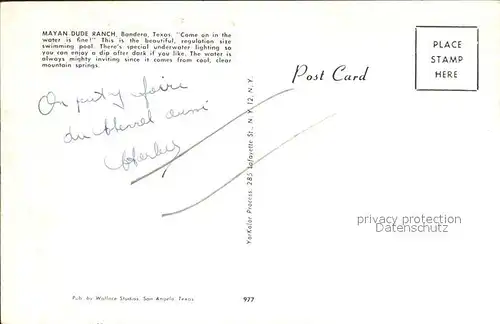 MAYAN DUDE RANCH, Bandera, Texas. "Come on in the
water is fine!" This is the beautiful, regulation size
swimming pool. There's special underwater lighting so
you can enjoy a dip after dark if you like. The water is
always mighty inviting since it comes from cool, clear
mountain springs.
Post Card
PLACE
STAMP
HERE
On peut y faire
du cheval aussi
YorKolor Process, 285 Lafayette St., N. Y. 12, N. Y.
privacy protection
DatenSchutz
Pub. by Wallace Studios, San Angelo, Texas
977